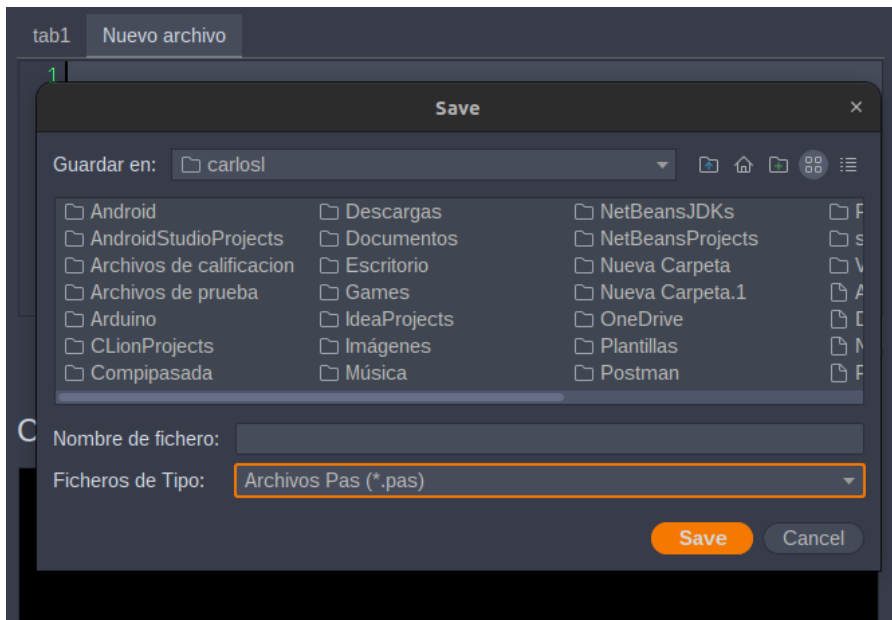 tab1 Nuevo archivo
1
Save
Guardar en: carlosl
Android Descargas NetBeansJDKs
AndroidStudioProjects Documentos NetBeansProjects
Archivos de calificacion Escritorio Nueva Carpeta
Archivos de prueba Games Nueva Carpeta.1
Arduino IdeaProjects OneDrive
CLionProjects Imágenes Plantillas
Compipasada Música Postman
Nombre de fichero:
Ficheros de Tipo: Archivos Pas (*.pas)
Save Cancel